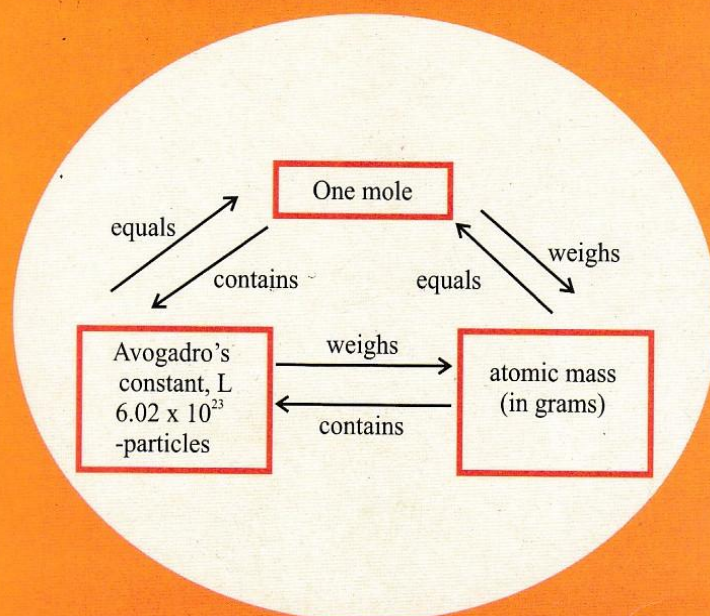 One mole
equals
contains
equals
weighs
Avogadro's
constant, L
6.02 x 10²³
-particles
weighs
contains
atomic mass
(in grams)